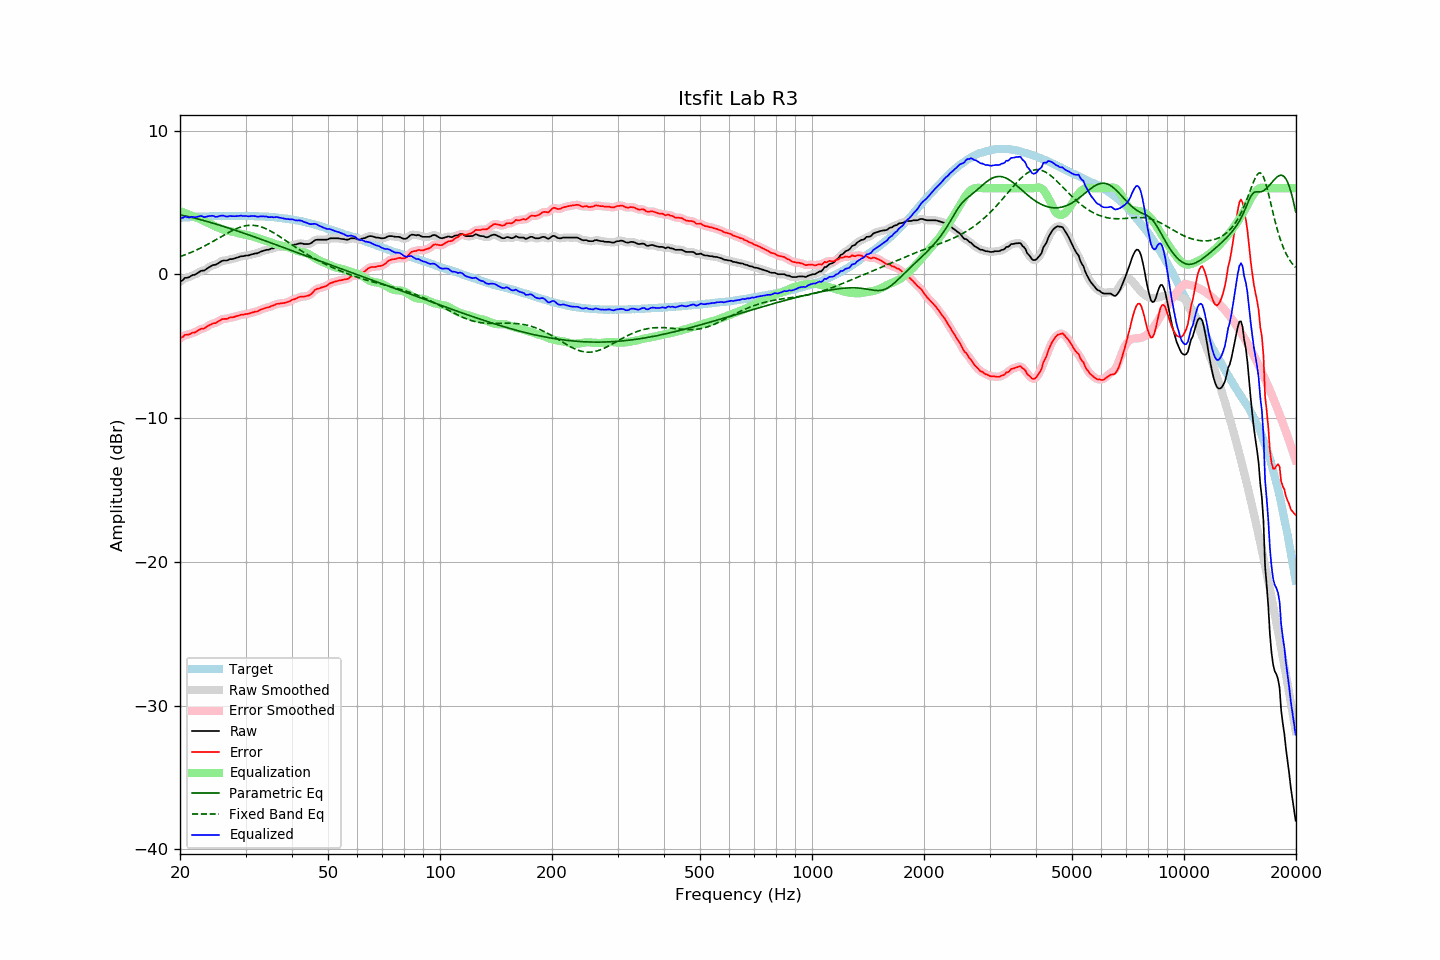 Itsfit Lab R3
10
0
−10
−20
−30
−40
Amplitude (dBr)
Target
Raw Smoothed
Error Smoothed
Raw
Error
Equalization
Parametric Eq
Fixed Band Eq
Equalized
20 50 100 200 500 1000 2000 5000 10000 20000
Frequency (Hz)